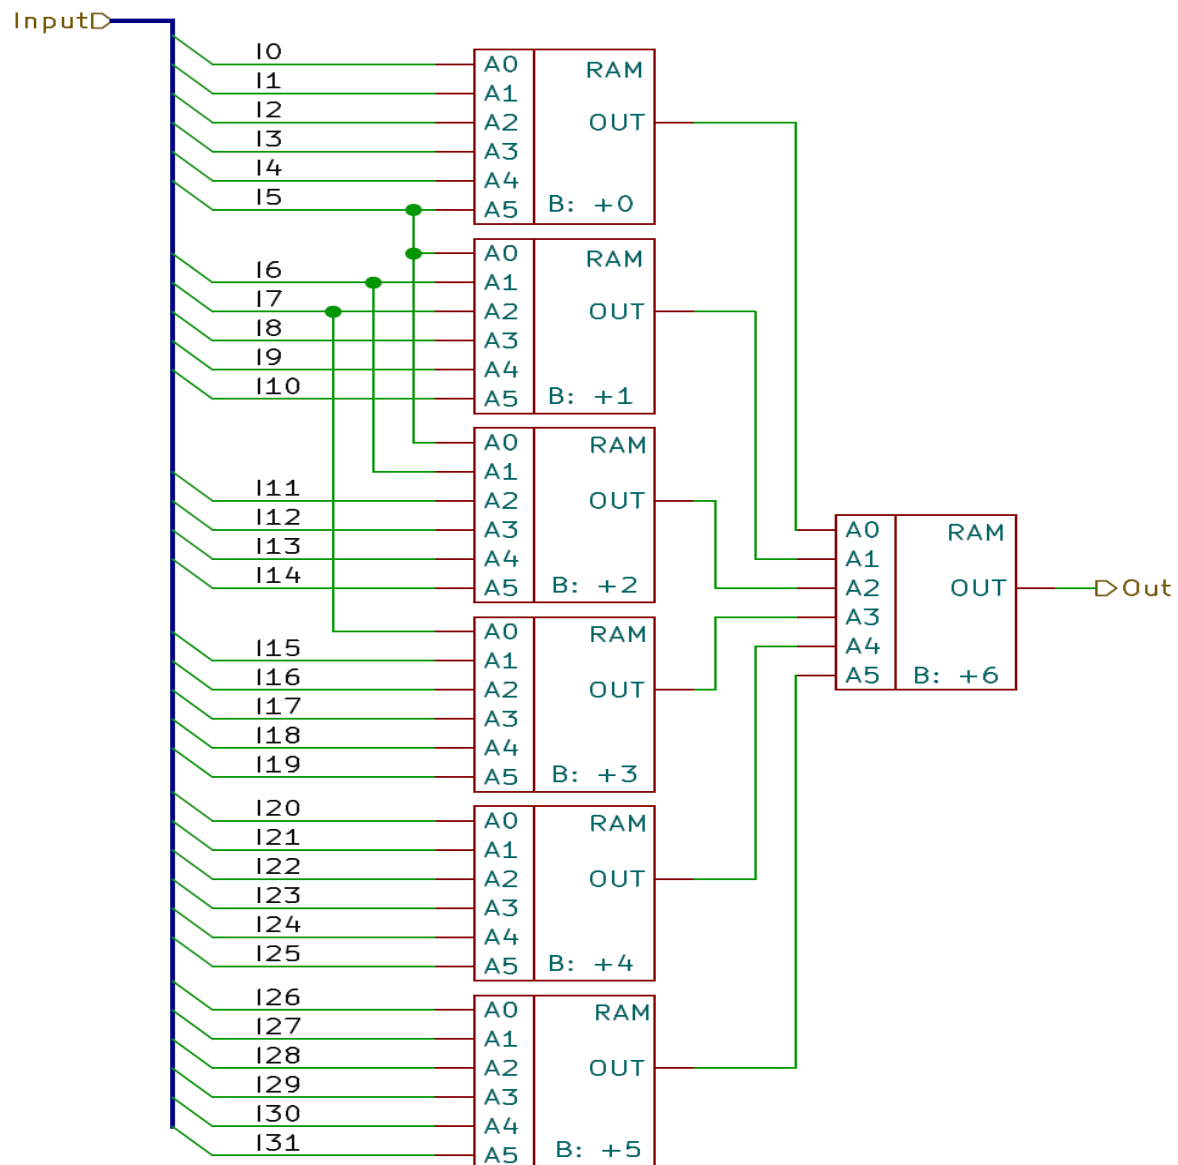 Input
I0 A0 RAM
I1 A1
I2 A2 OUT
I3 A3
I4 A4
I5 A5 B: +0
A0 RAM
I6 A1
I7 A2 OUT
I8 A3
I9 A4
I10 A5 B: +1
A0 RAM
A1
I11 A2 OUT
I12 A3
I13 A4
I14 A5 B: +2
A0 RAM
I15 A1
I16 A2 OUT
I17 A3
I18 A4
I19 A5 B: +3
I20 A0 RAM
I21 A1
I22 A2 OUT
I23 A3
I24 A4
I25 A5 B: +4
I26 A0 RAM
I27 A1
I28 A2 OUT
I29 A3
I30 A4
I31 A5 B: +5
A0 RAM
A1
A2 OUT Out
A3
A4
A5 B: +6